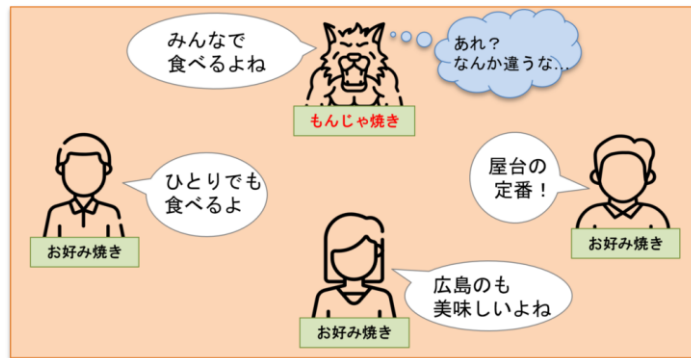 みんなで
食べるよね
あれ？
なんか違うな…
もんじゃ焼き
ひとりでも
食べるよ
お好み焼き
屋台の
定番！
お好み焼き
広島のも
美味しいよね
お好み焼き